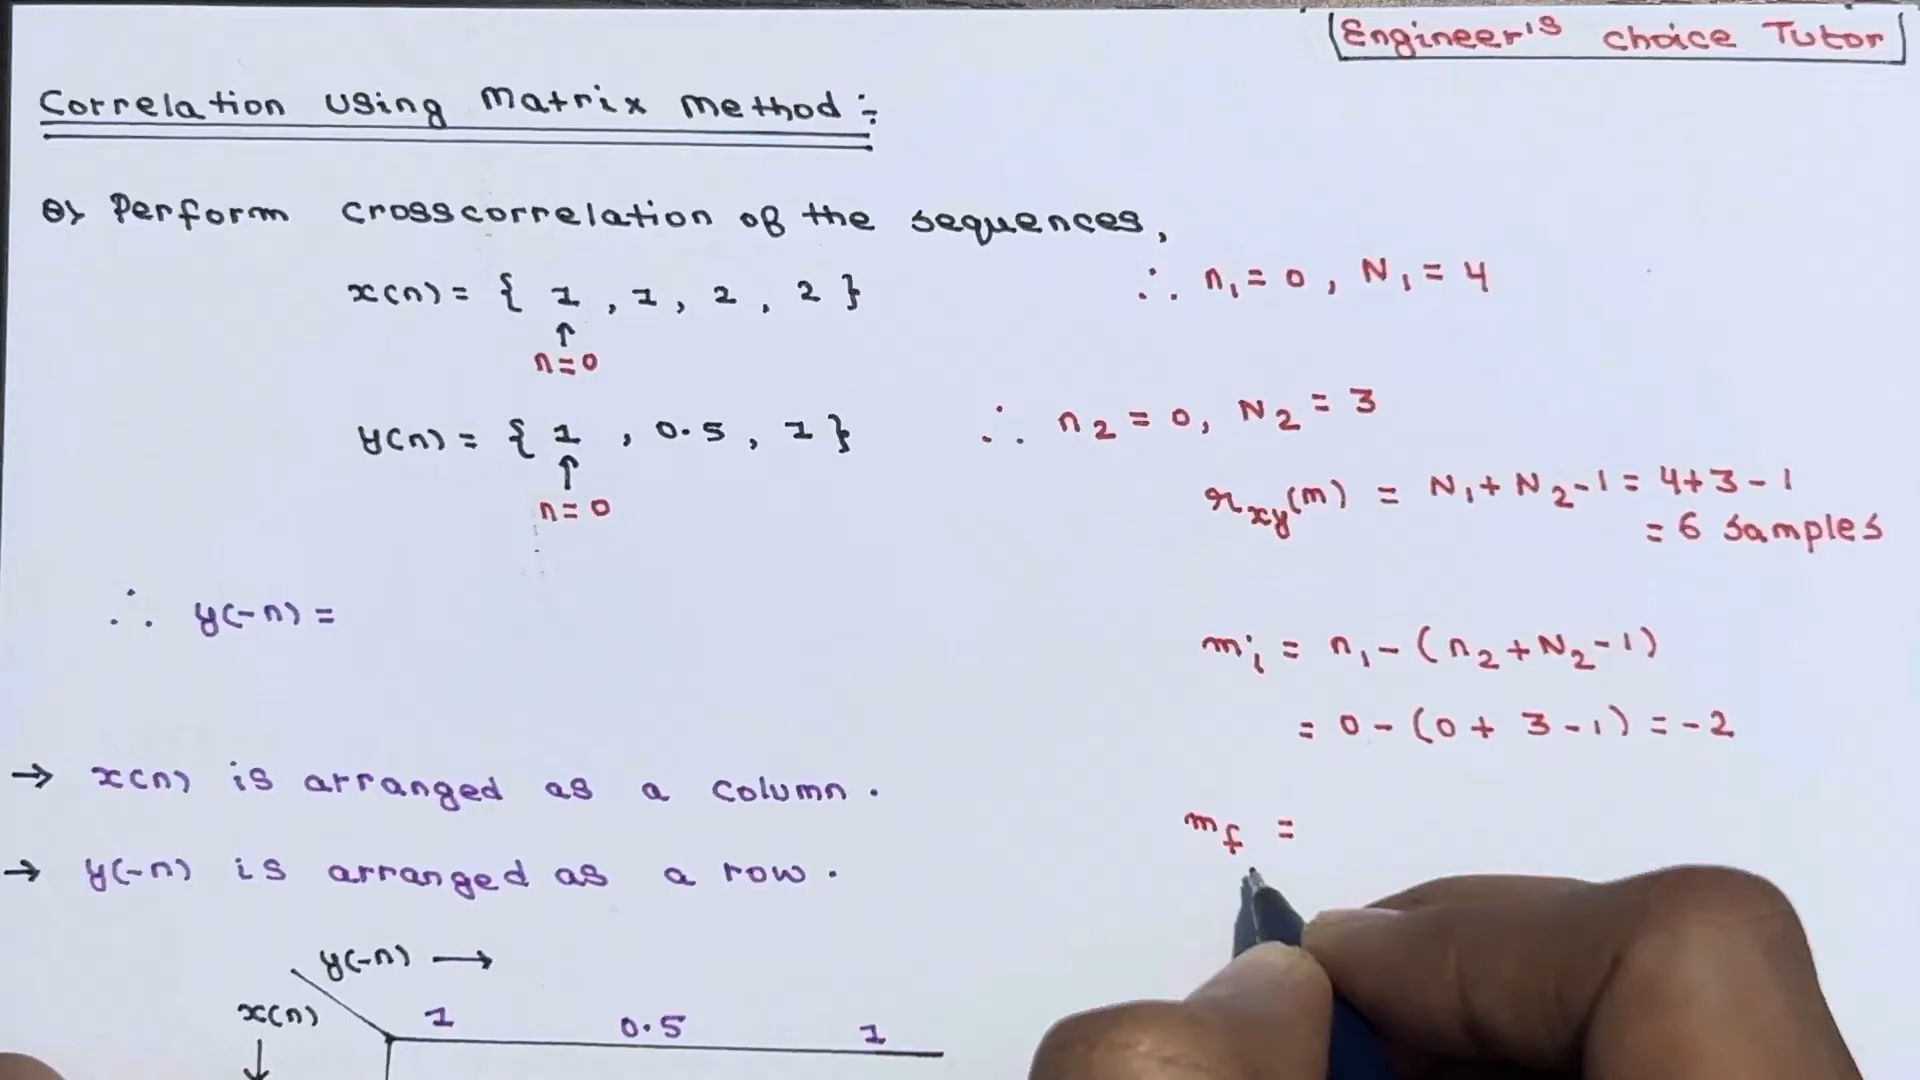 Engineer's choice Tutor
Correlation using Matrix Method :-
Q> Perform crosscorrelation of the sequences,
x(n) = { 1 , 1 , 2 , 2 }
↑
n=0
∴ n₁ = 0 , N₁ = 4
y(n) = { 1 , 0.5 , 1 }
↑
n=0
∴ n₂ = 0, N₂ = 3
r_xy(m) = N₁ + N₂ - 1 = 4+3-1
= 6 samples
∴ y(-n) =
m_i = n₁ - (n₂ + N₂ - 1)
= 0 - (0 + 3 - 1) = -2
→ x(n) is arranged as a column .
m_f =
→ y(-n) is arranged as a row .
y(-n) →
x(n) ↓
1 0.5 1